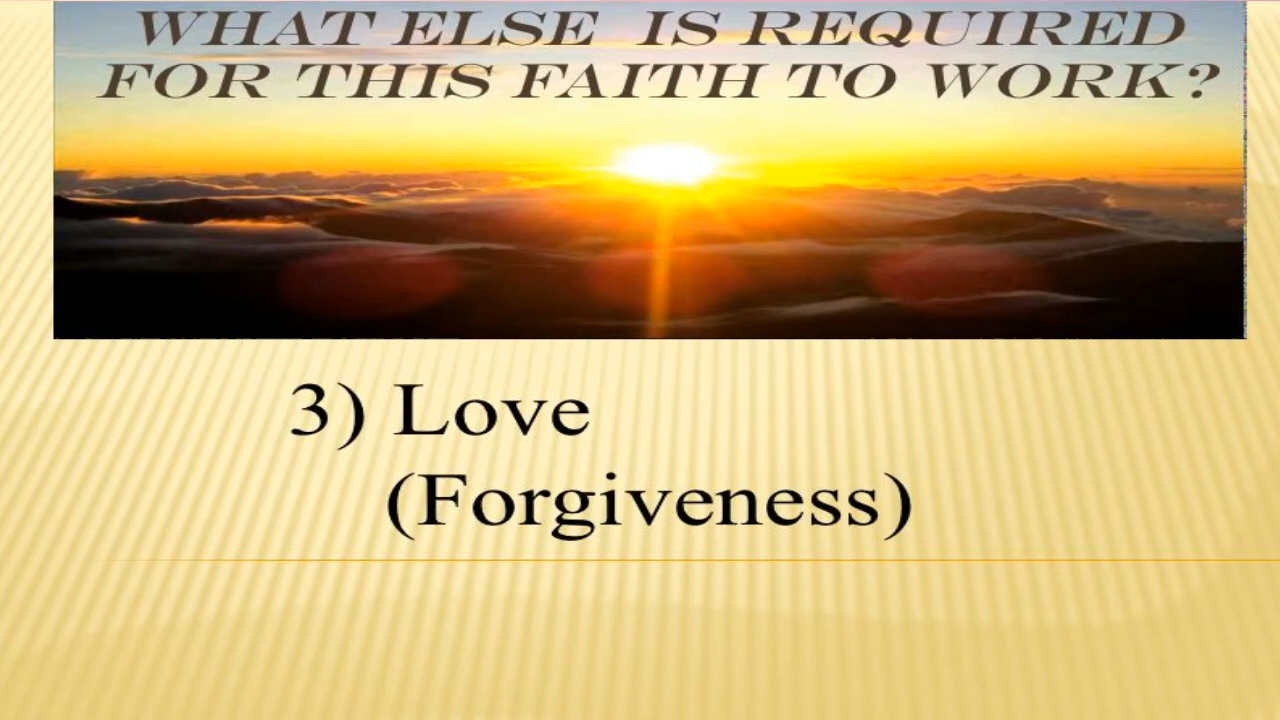 WHAT ELSE IS REQUIRED
FOR THIS FAITH TO WORK?
3) Love
(Forgiveness)